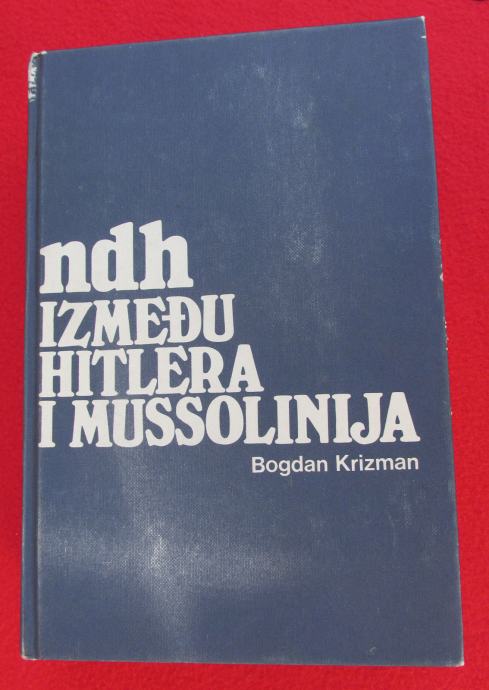 ndh
IZMEĐU
HITLERA
I MUSSOLINIJA
Bogdan Krizman